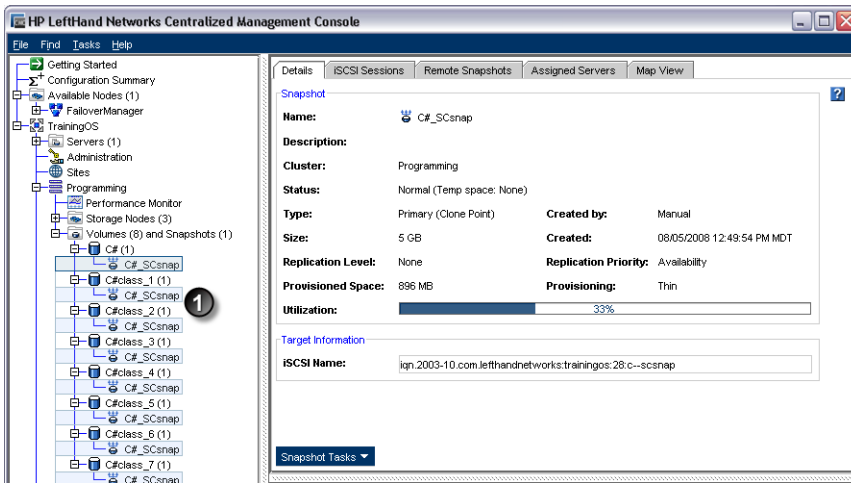 HP LeftHand Networks Centralized Management Console
File Find Tasks Help
Getting Started
Configuration Summary
Available Nodes (1)
FailoverManager
TrainingOS
Servers (1)
Administration
Sites
Programming
Performance Monitor
Storage Nodes (3)
Volumes (8) and Snapshots (1)
C# (1)
C#_SCsnap
C#class_1 (1)
C#_SCsnap
1
C#class_2 (1)
C#_SCsnap
C#class_3 (1)
C#_SCsnap
C#class_4 (1)
C#_SCsnap
C#class_5 (1)
C#_SCsnap
C#class_6 (1)
C#_SCsnap
C#class_7 (1)
C#_SCsnap
Details iSCSI Sessions Remote Snapshots Assigned Servers Map View
Snapshot
?
Name: C#_SCsnap
Description:
Cluster: Programming
Status: Normal (Temp space: None)
Type: Primary (Clone Point) Created by: Manual
Size: 5 GB Created: 08/05/2008 12:49:54 PM MDT
Replication Level: None Replication Priority: Availability
Provisioned Space: 896 MB Provisioning: Thin
Utilization: 33%
Target Information
iSCSI Name: iqn.2003-10.com.lefthandnetworks:trainingos:28:c--scsnap
Snapshot Tasks